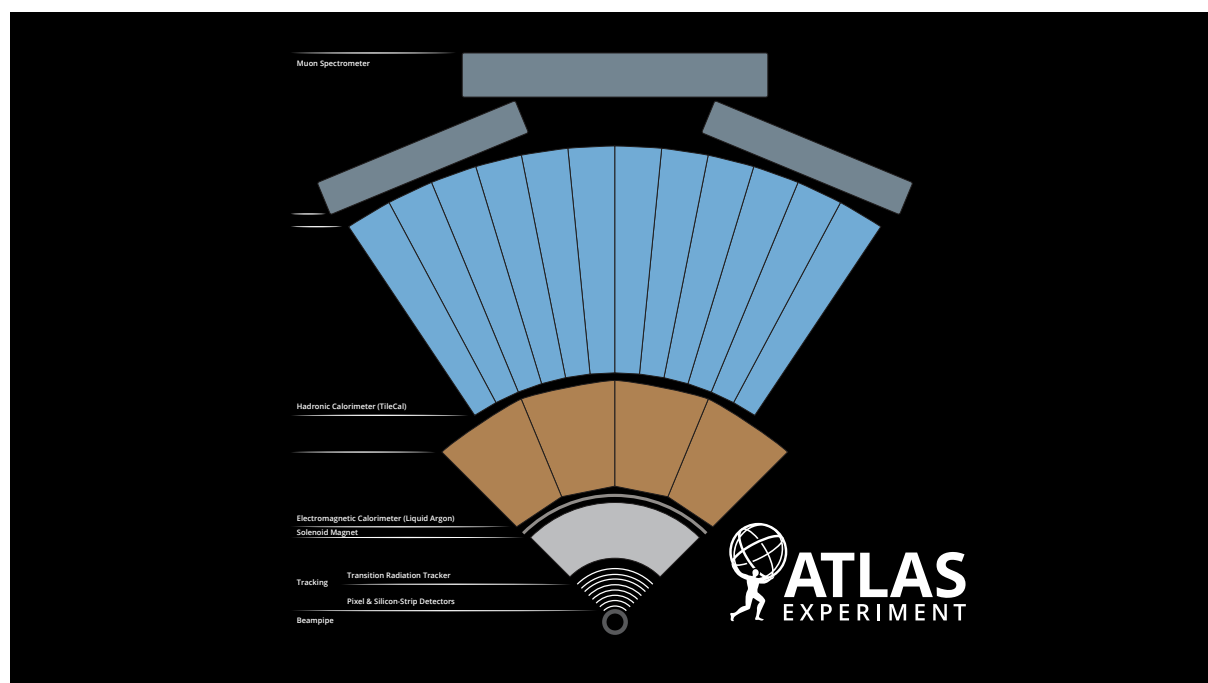 Muon Spectrometer
Hadronic Calorimeter (TileCal)
Electromagnetic Calorimeter (Liquid Argon)
Solenoid Magnet
Transition Radiation Tracker
Tracking
Pixel & Silicon-Strip Detectors
Beampipe
ATLAS
EXPERIMENT